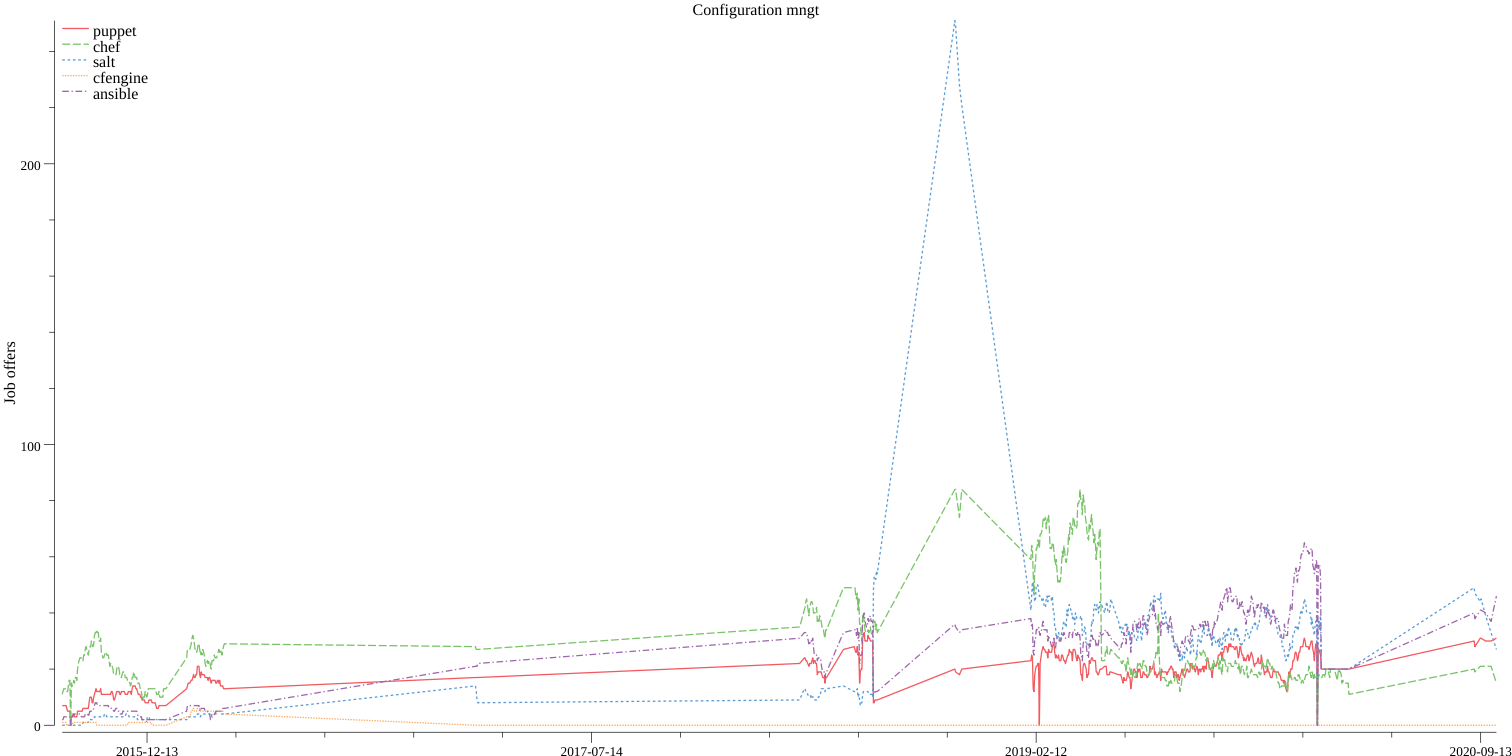 Configuration mngt
puppet
chef
salt
cfengine
ansible
Job offers
200
100
0
2015-12-13
2017-07-14
2019-02-12
2020-09-13